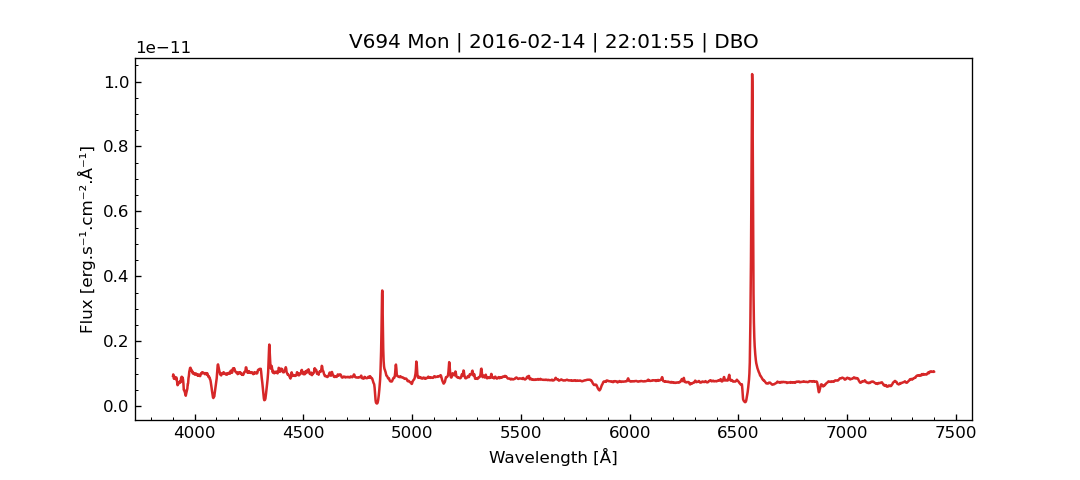 V694 Mon | 2016-02-14 | 22:01:55 | DBO
1e−11
1.0
0.8
0.6
0.4
0.2
0.0
Flux [erg.s⁻¹.cm⁻².Å⁻¹]
4000 4500 5000 5500 6000 6500 7000 7500
Wavelength [Å]